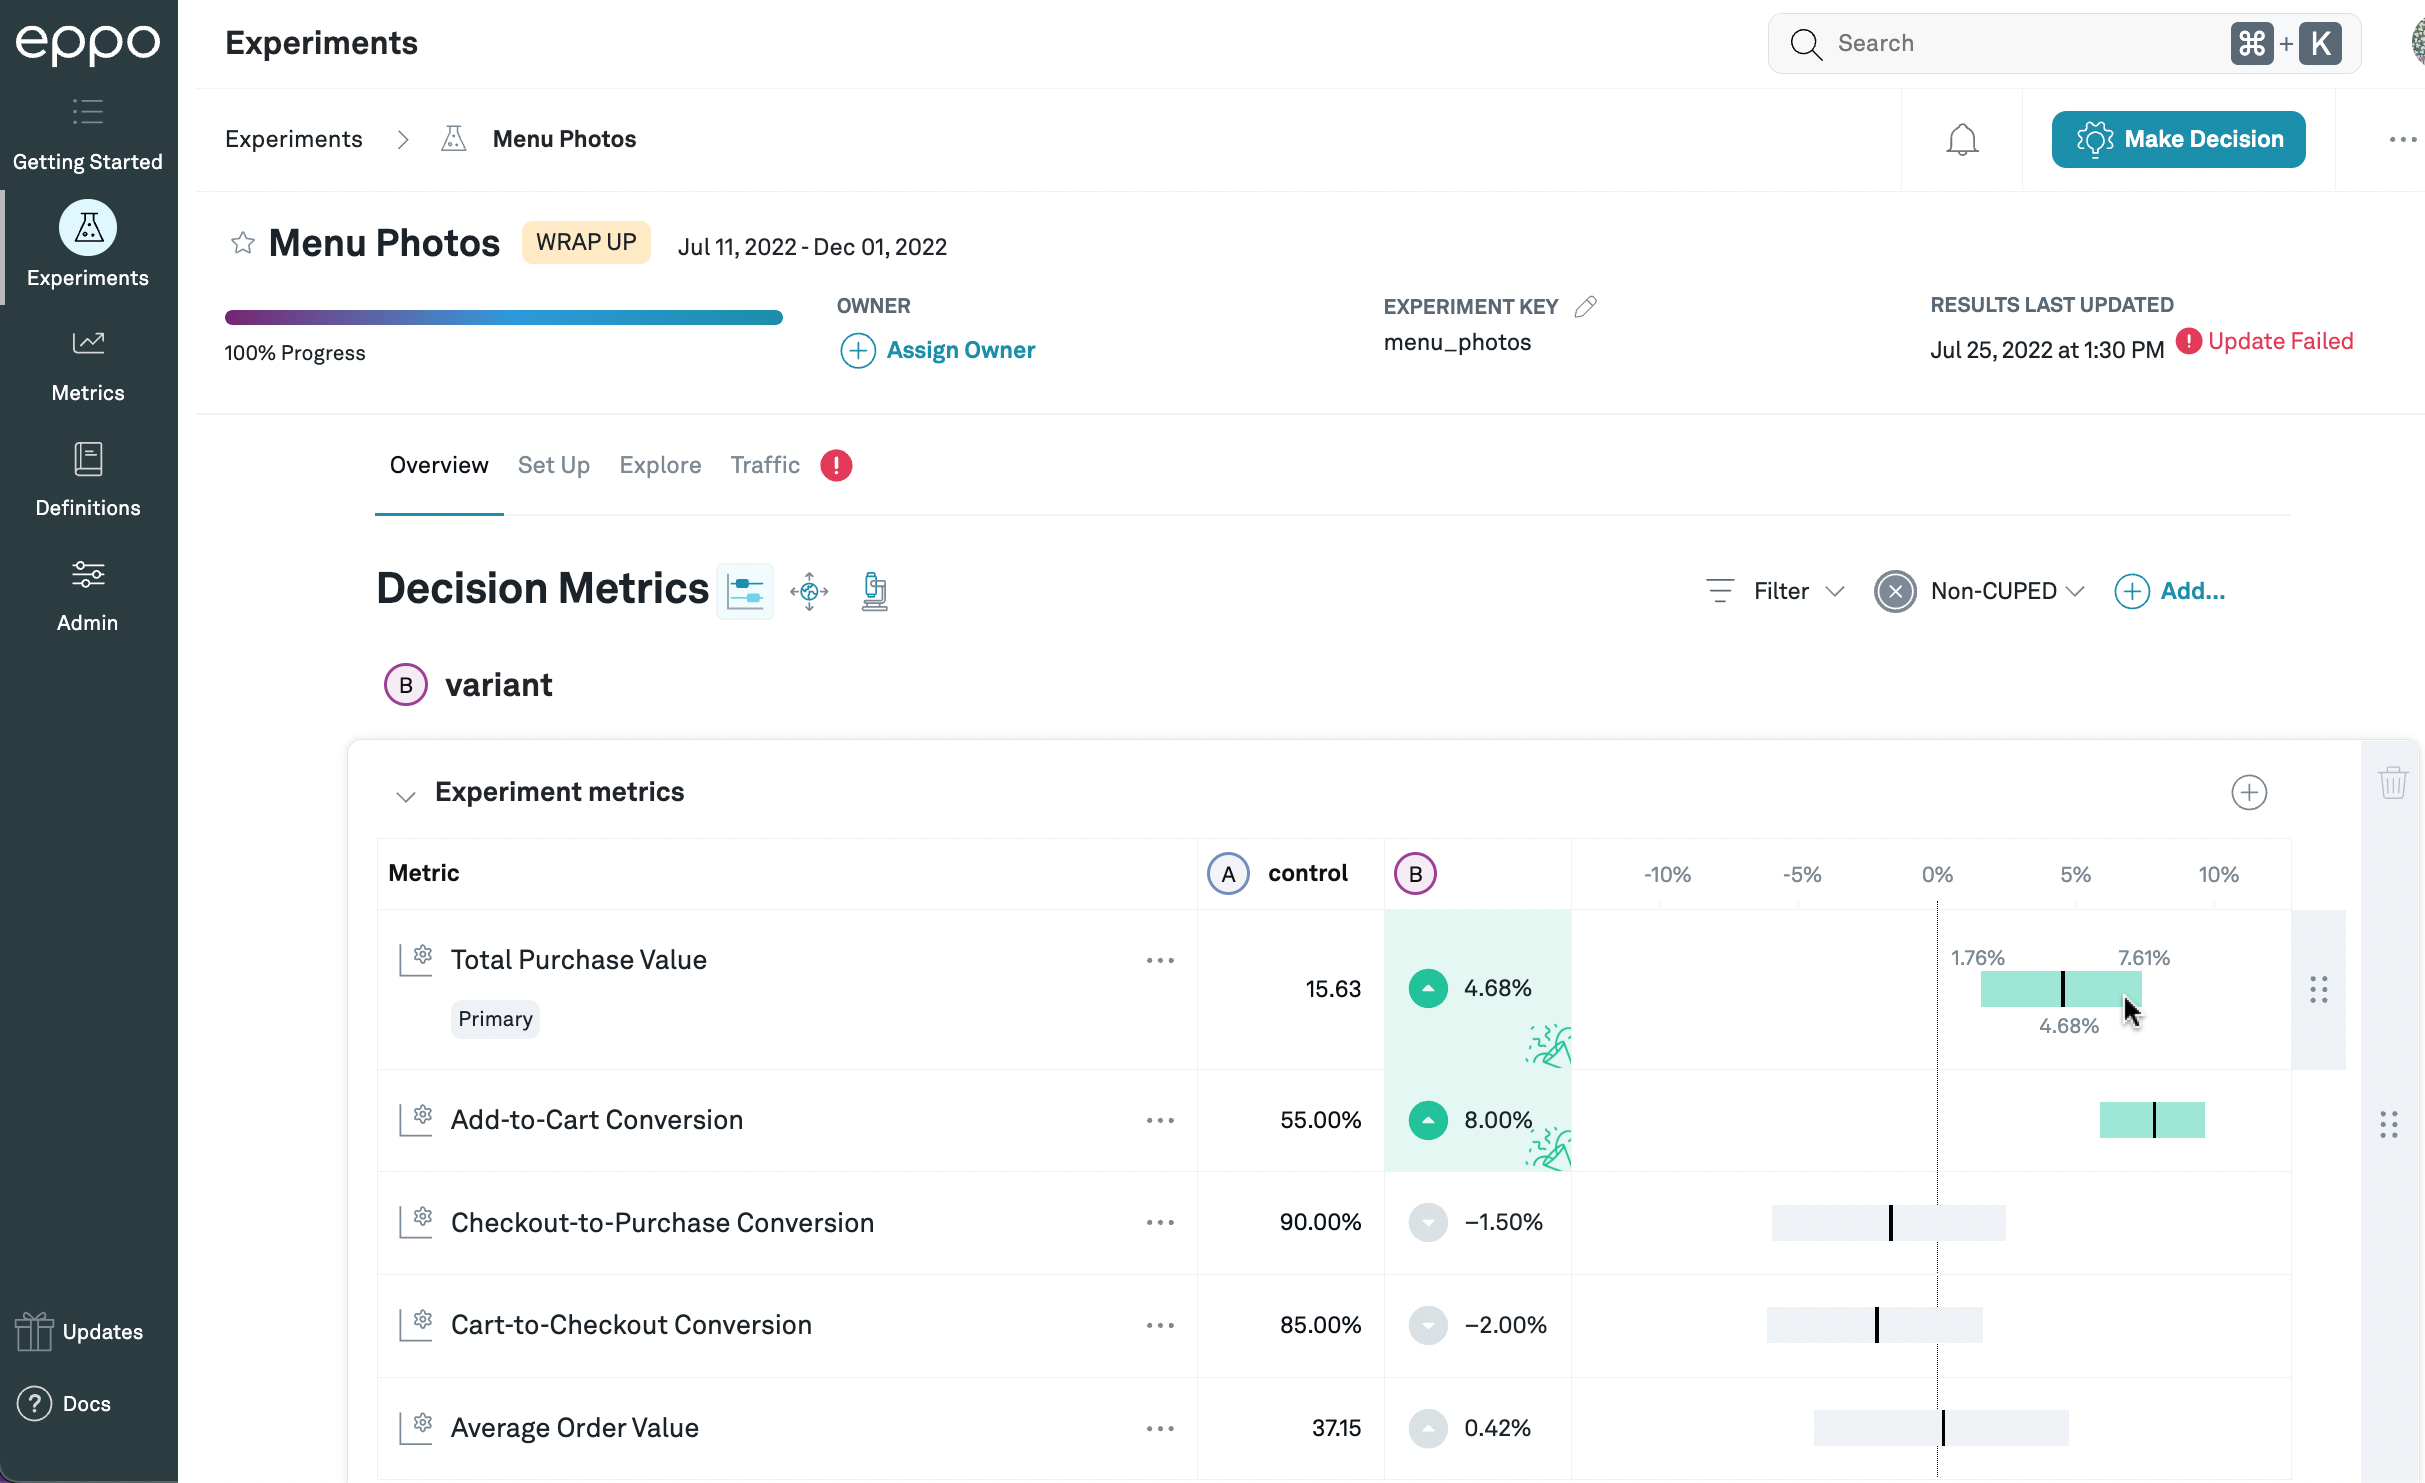 eppo
Experiments
Search
⌘ + K
Getting Started
Experiments
Metrics
Definitions
Admin
Updates
Docs
Experiments > Menu Photos
Make Decision
Menu Photos WRAP UP Jul 11, 2022 - Dec 01, 2022
100% Progress
OWNER
Assign Owner
EXPERIMENT KEY
menu_photos
RESULTS LAST UPDATED
Jul 25, 2022 at 1:30 PM ! Update Failed
Overview Set Up Explore Traffic !
Decision Metrics
Filter Non-CUPED Add...
B variant
Experiment metrics
Metric A control B -10% -5% 0% 5% 10%
Total Purchase Value 15.63 4.68% 1.76% 7.61%
4.68%
Primary
Add-to-Cart Conversion 55.00% 8.00%
Checkout-to-Purchase Conversion 90.00% −1.50%
Cart-to-Checkout Conversion 85.00% −2.00%
Average Order Value 37.15 0.42%